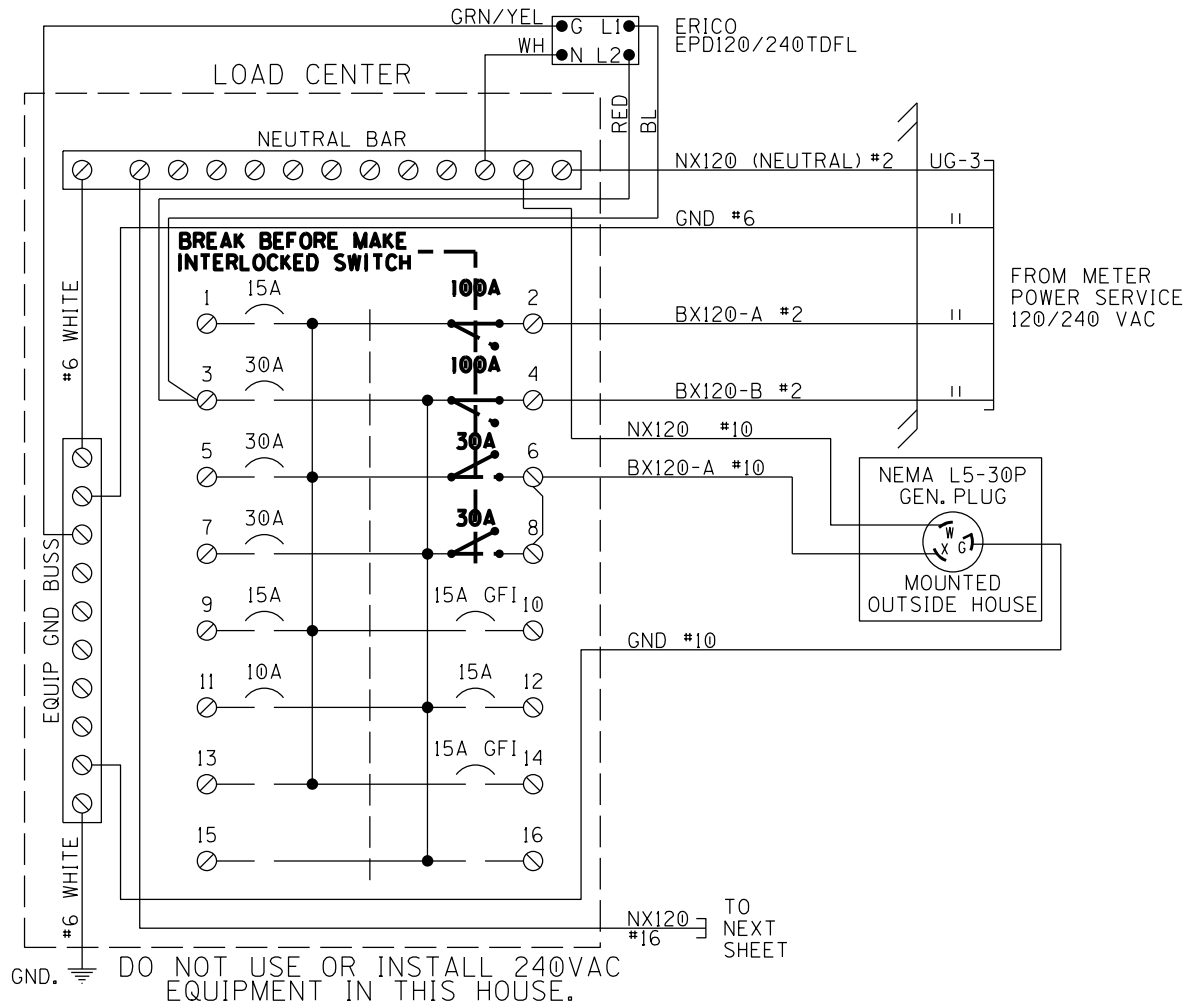 GRN/YEL
G L1
ERICO
EPD120/240TDFL
WH
N L2
LOAD CENTER
RED
BL
NEUTRAL BAR
NX120 (NEUTRAL) #2
UG-3
GND #6
"
BREAK BEFORE MAKE
INTERLOCKED SWITCH
#6 WHITE
1
15A
100A
2
BX120-A #2
"
FROM METER
POWER SERVICE
120/240 VAC
3
30A
100A
4
BX120-B #2
"
NX120 #10
5
30A
30A
6
BX120-A #10
NEMA L5-30P
GEN. PLUG
W
X G
MOUNTED
OUTSIDE HOUSE
7
30A
30A
8
EQUIP GND BUSS
9
15A
15A GFI
10
GND #10
11
10A
15A
12
13
15A GFI
14
15
16
#6 WHITE
NX120
#16
TO
NEXT
SHEET
GND.
DO NOT USE OR INSTALL 240VAC
EQUIPMENT IN THIS HOUSE.